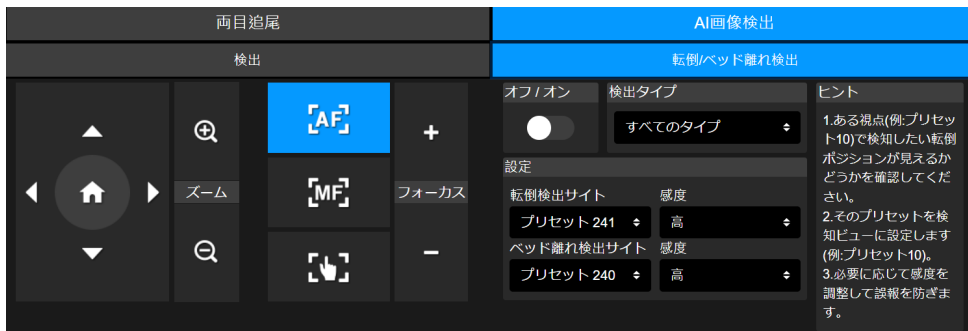 両目追尾
AI画像検出
検出
転倒/ベッド離れ検出
AF
MF
ズーム
フォーカス
オフ / オン
検出タイプ
すべてのタイプ
設定
転倒検出サイト
感度
プリセット 241
高
ベッド離れ検出サイト
感度
プリセット 240
高
ヒント
1.ある視点(例:プリセッ
ト10)で検知したい転倒
ポジションが見えるか
どうかを確認してくだ
さい。
2.そのプリセットを検
知ビューに設定します
(例:プリセット10)。
3.必要に応じて感度を
調整して誤報を防ぎま
す。